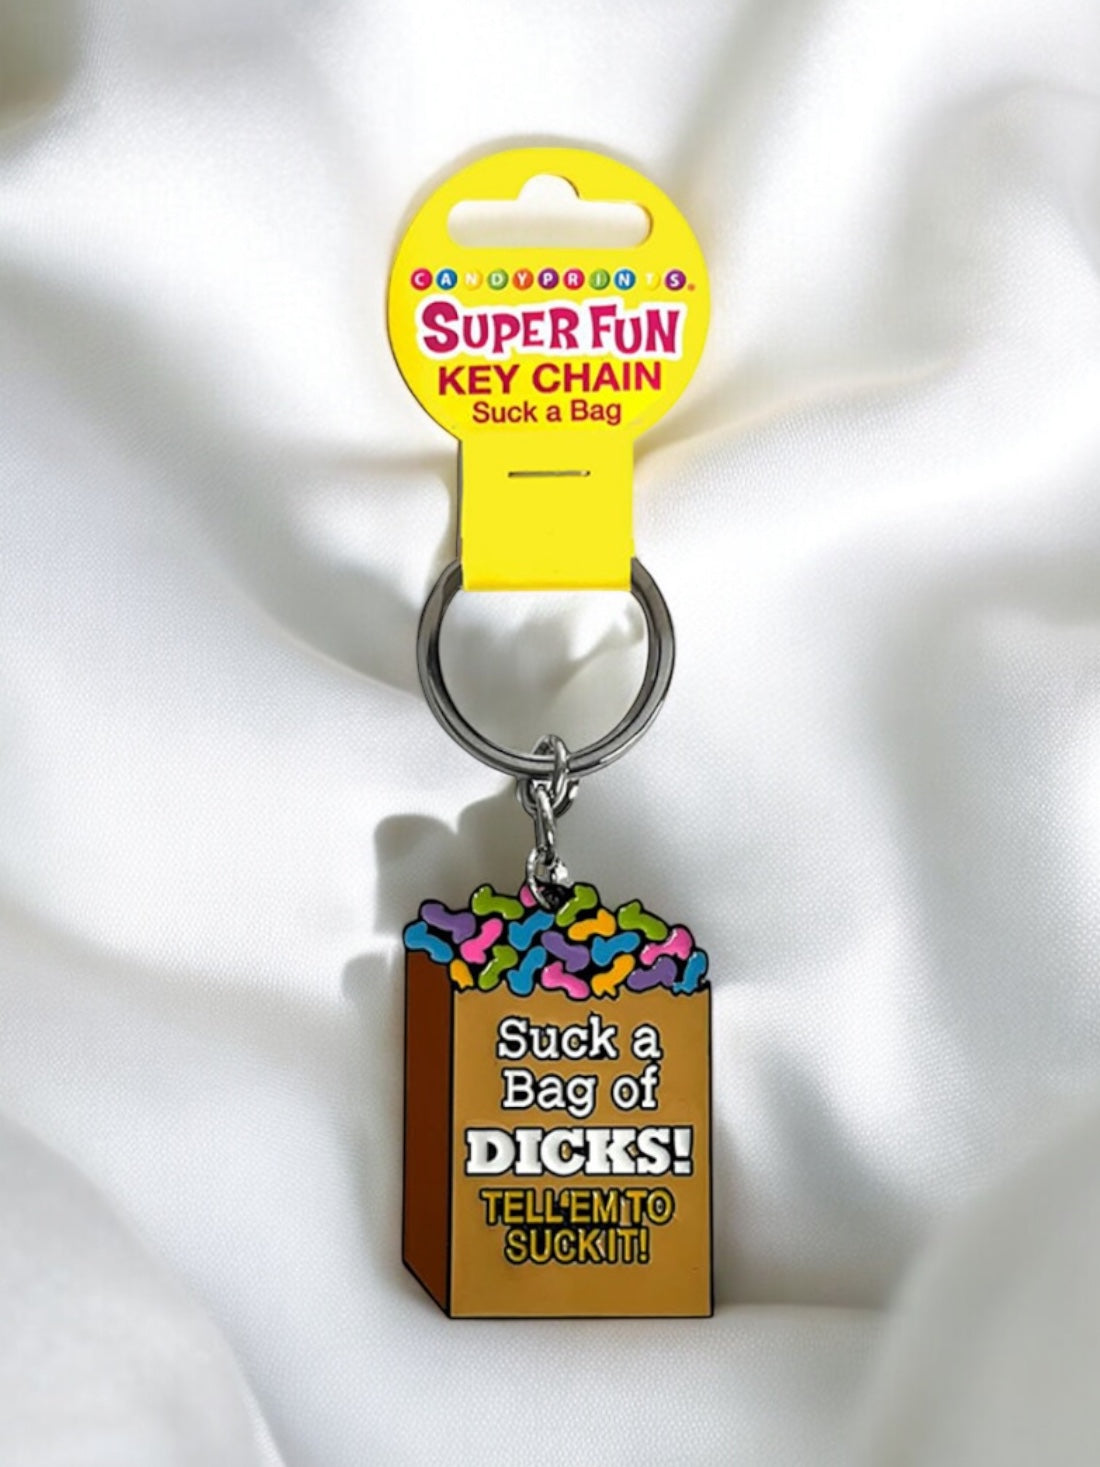 CANDYPRINTS®
SUPER FUN
KEY CHAIN
Suck a Bag
Suck a
Bag of
DICKS!
TELL 'EM TO
SUCK IT!